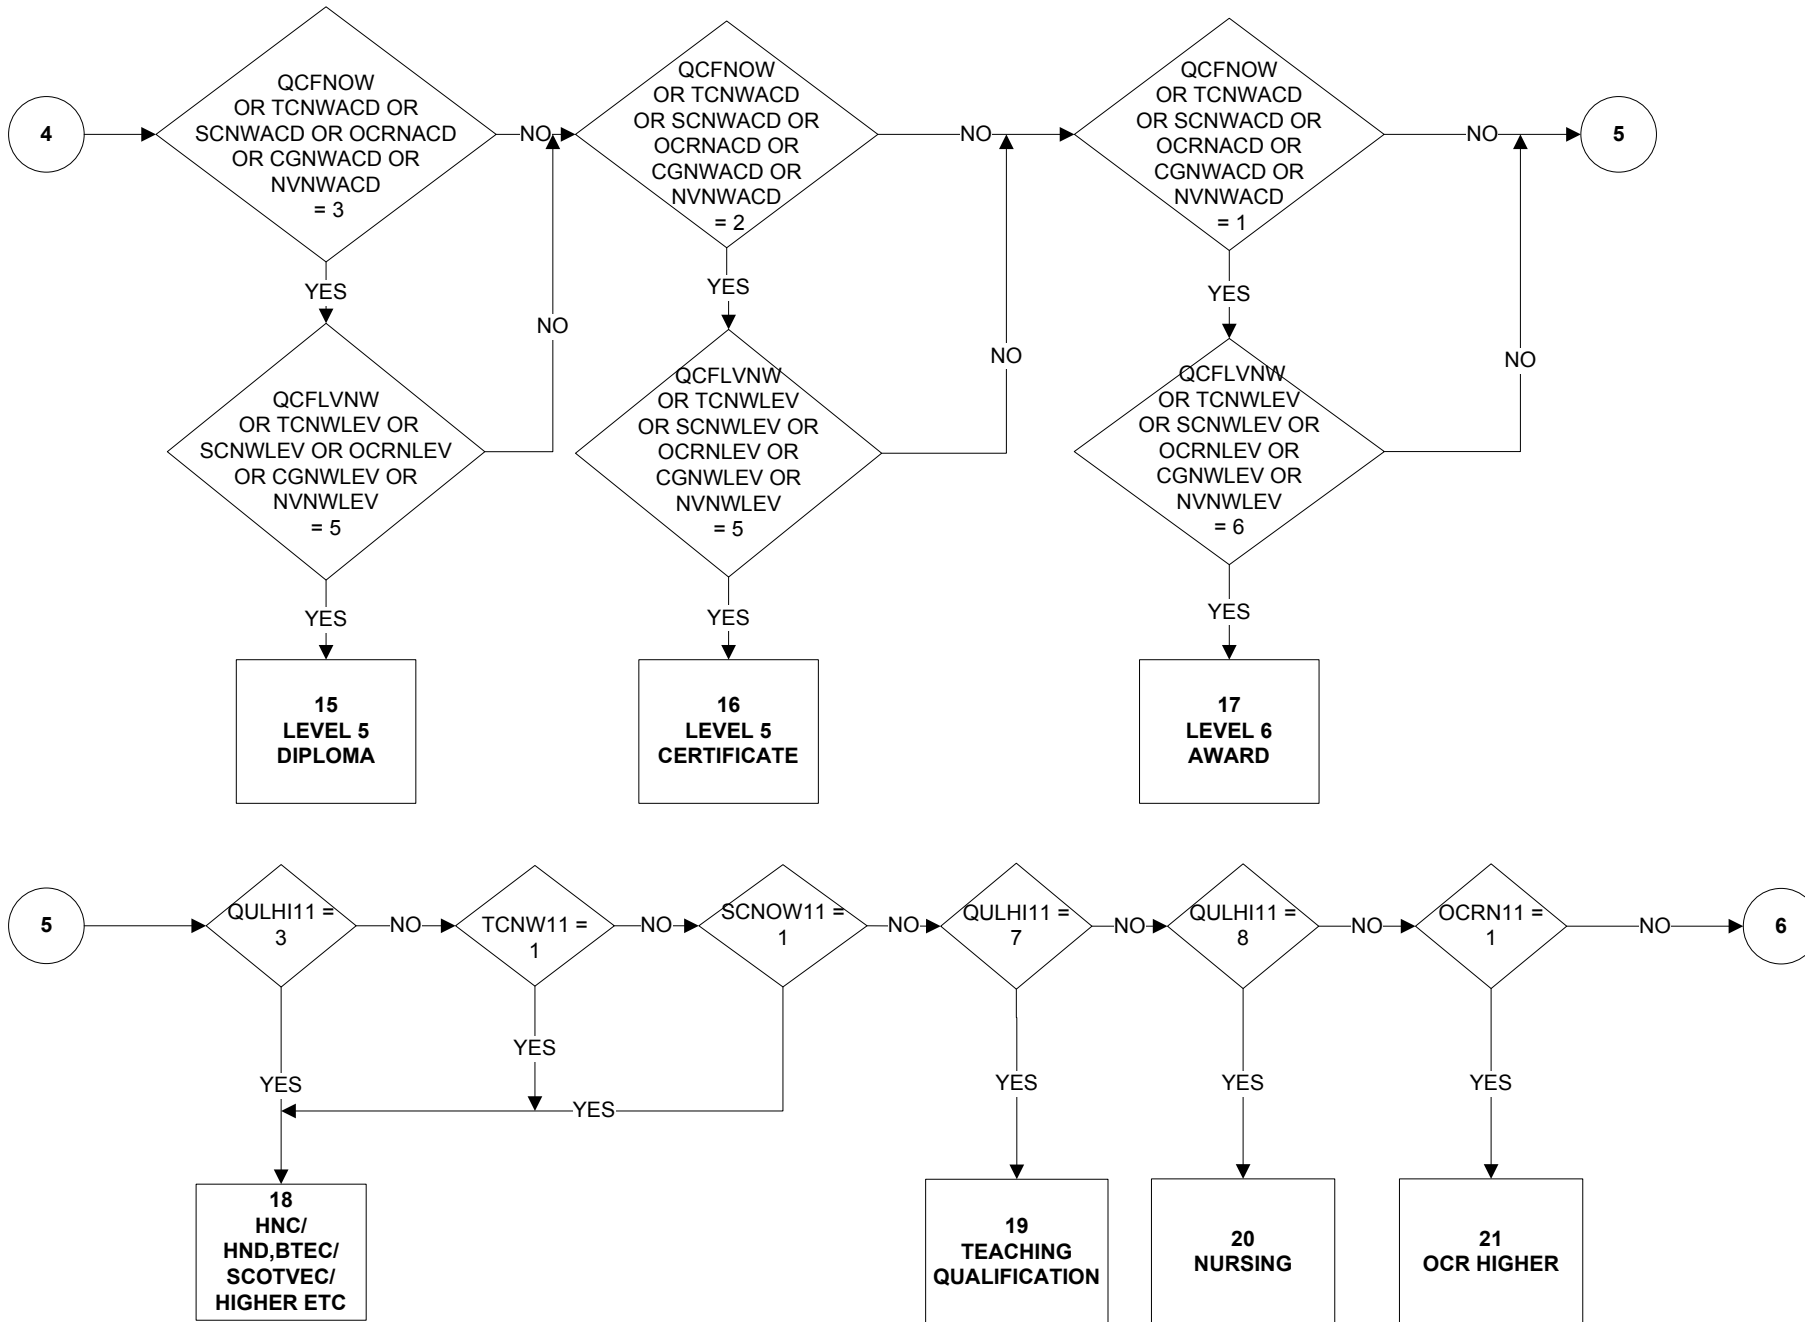 4
QCFNOW
OR TCNWACD OR
SCNWACD OR OCRNACD
OR CGNWACD OR
NVNWACD
= 3
NO
QCFNOW
OR TCNWACD
OR SCNWACD OR
OCRNACD OR
CGNWACD OR
NVNWACD
= 2
NO
QCFNOW
OR TCNWACD
OR SCNWACD OR
OCRNACD OR
CGNWACD OR
NVNWACD
= 1
NO
5
YES
YES
YES
NO
NO
NO
QCFLVNW
OR TCNWLEV OR
SCNWLEV OR OCRNLEV
OR CGNWLEV OR
NVNWLEV
= 5
QCFLVNW
OR TCNWLEV
OR SCNWLEV OR
OCRNLEV OR
CGNWLEV OR
NVNWLEV
= 5
QCFLVNW
OR TCNWLEV
OR SCNWLEV OR
OCRNLEV OR
CGNWLEV OR
NVNWLEV
= 6
YES
YES
YES
15
LEVEL 5
DIPLOMA
16
LEVEL 5
CERTIFICATE
17
LEVEL 6
AWARD
5
QULHI11 =
3
NO
TCNW11 =
1
NO
SCNOW11 =
1
NO
QULHI11 =
7
NO
QULHI11 =
8
NO
OCRN11 =
1
NO
6
YES
YES
YES
YES
YES
YES
18
HNC/
HND,BTEC/
SCOTVEC/
HIGHER ETC
19
TEACHING
QUALIFICATION
20
NURSING
21
OCR HIGHER